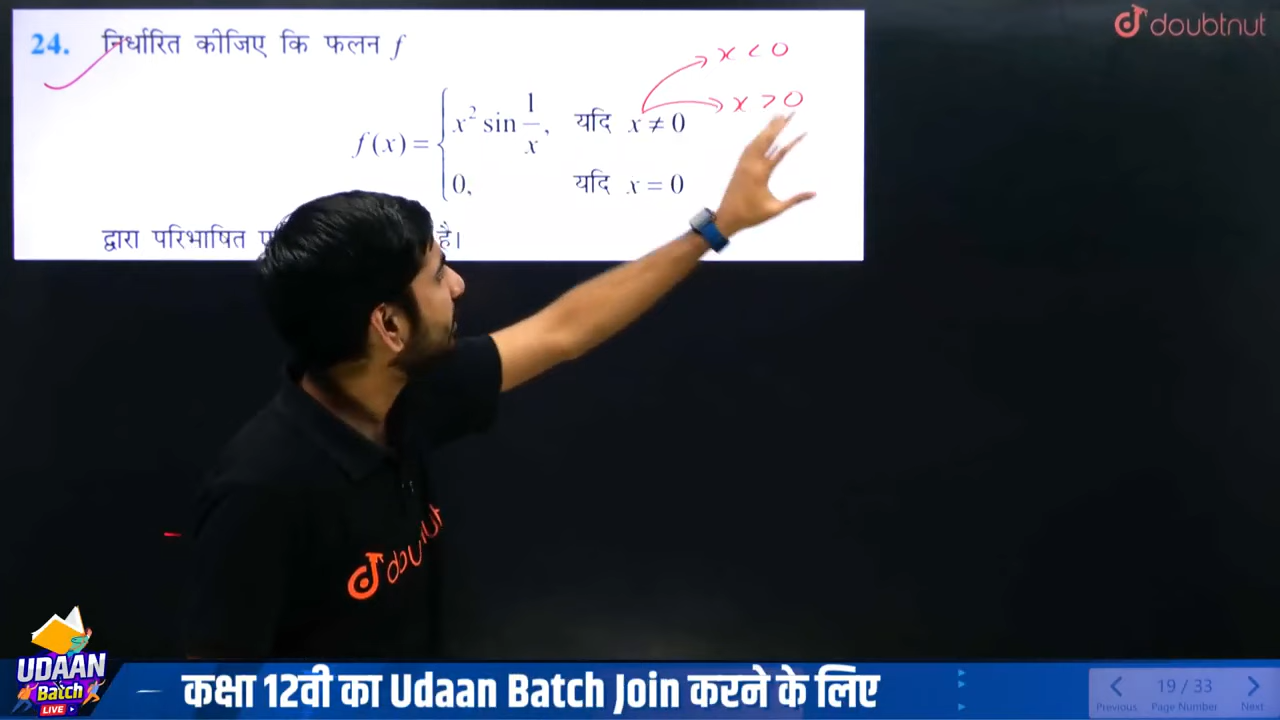 24. निर्धारित कीजिए कि फलन f
x < 0
x > 0
f(x) = { x² sin 1/x, यदि x ≠ 0
0, यदि x = 0
द्वारा परिभाषित है।
doubtnut
doubtnut
UDAAN
Batch
LIVE
कक्षा 12वी का Udaan Batch Join करने के लिए
19 / 33
Previous Page Number Next